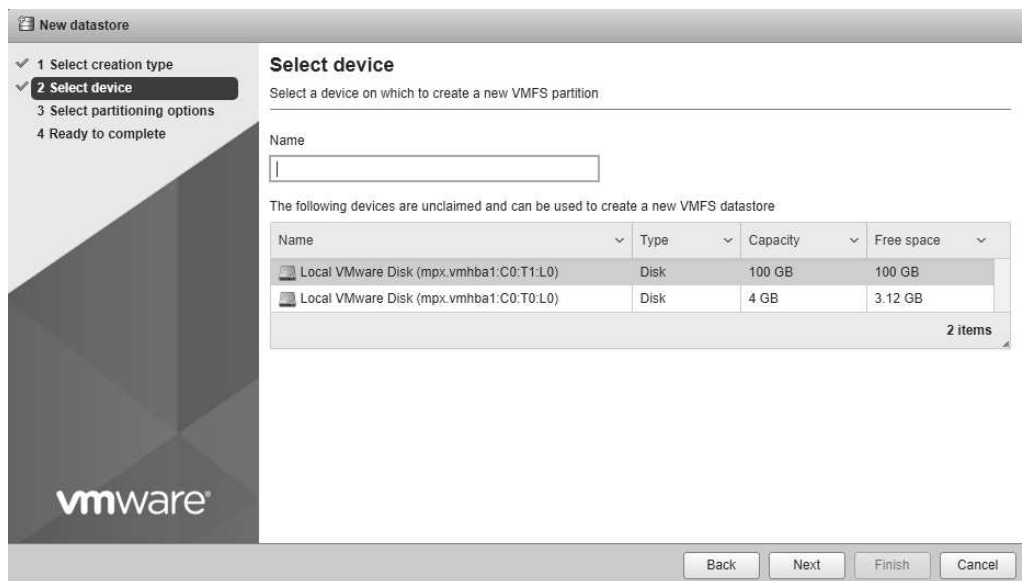 New datastore
1 Select creation type
2 Select device
3 Select partitioning options
4 Ready to complete
Select device
Select a device on which to create a new VMFS partition
Name
The following devices are unclaimed and can be used to create a new VMFS datastore
Name Type Capacity Free space
Local VMware Disk (mpx.vmhba1:C0:T1:L0) Disk 100 GB 100 GB
Local VMware Disk (mpx.vmhba1:C0:T0:L0) Disk 4 GB 3.12 GB
2 items
vmware®
Back Next Finish Cancel